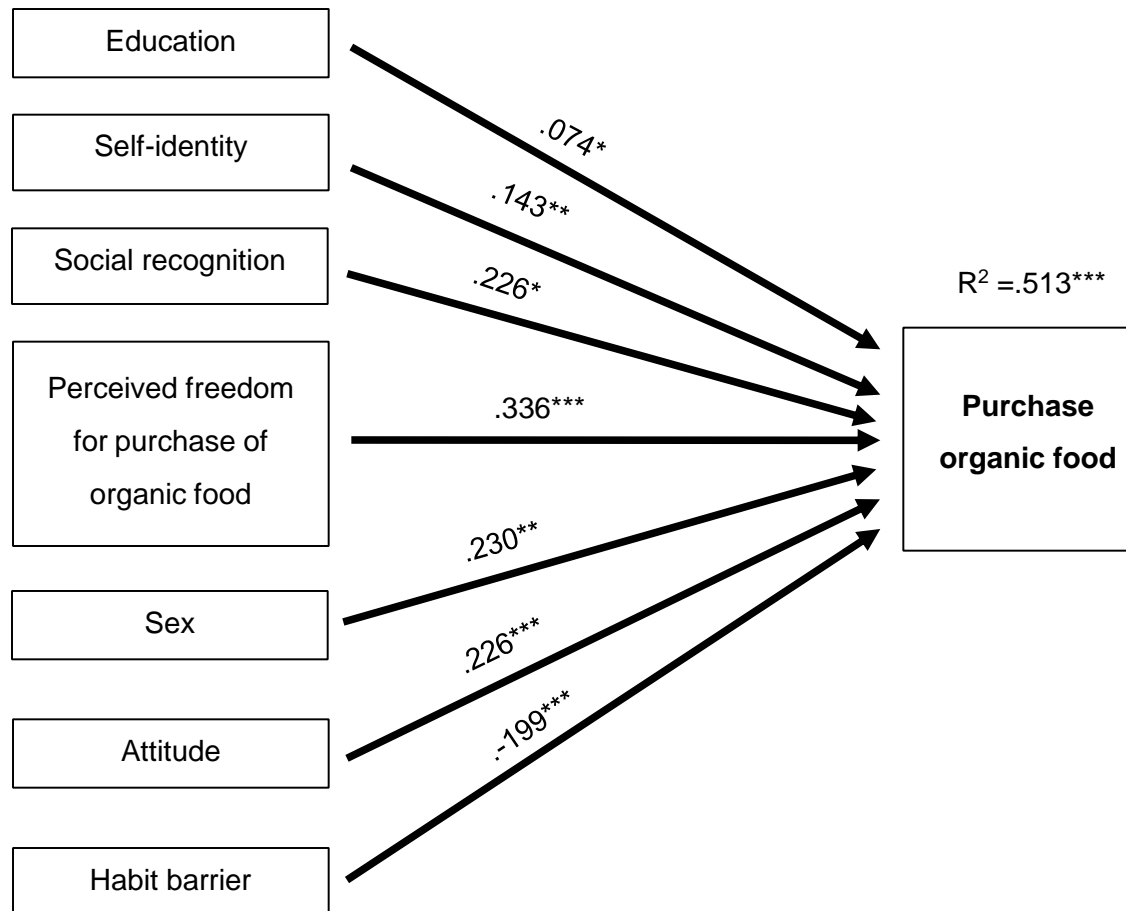 Education
.074*
Self-identity
.143**
Social recognition
.226*
R² =.513***
Perceived freedom
for purchase of
organic food
.336***
Purchase
organic food
Sex
.230**
Attitude
.226***
Habit barrier
.-199***